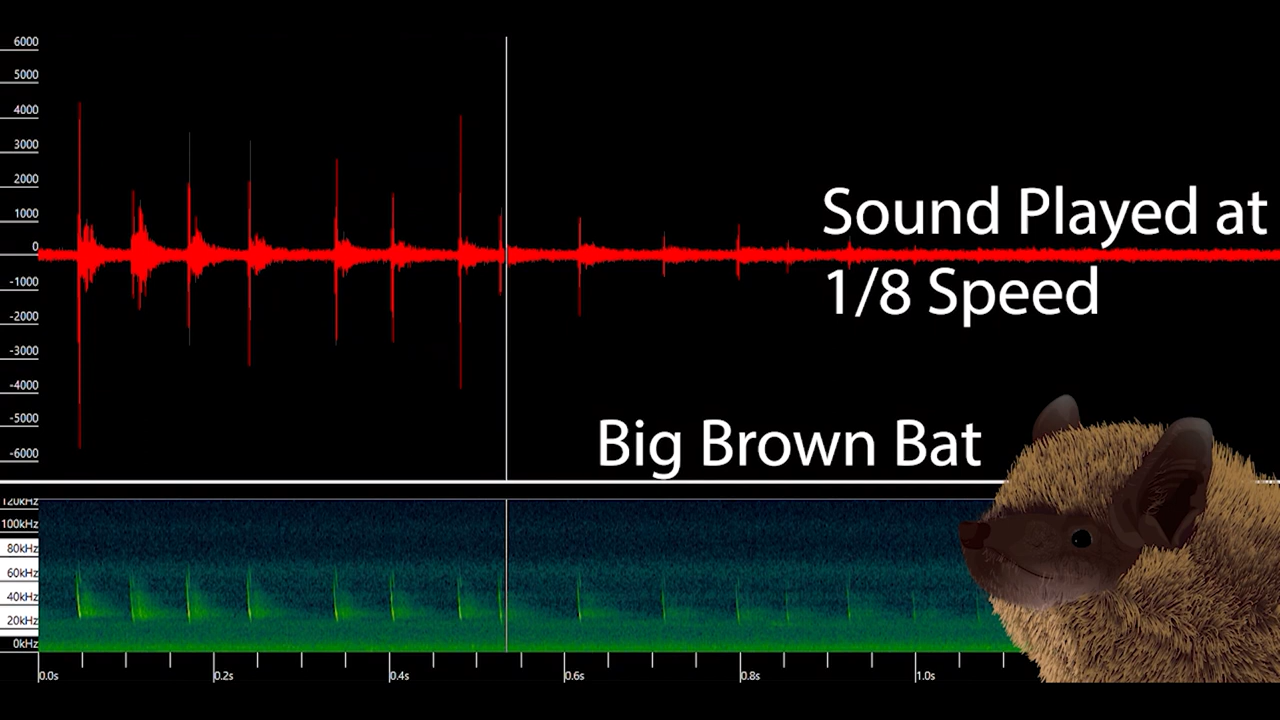 6000
5000
4000
3000
2000
1000
0
-1000
-2000
-3000
-4000
-5000
-6000
Sound Played at
1/8 Speed
Big Brown Bat
120kHz
100kHz
80kHz
60kHz
40kHz
20kHz
0kHz
0.0s 0.2s 0.4s 0.6s 0.8s 1.0s